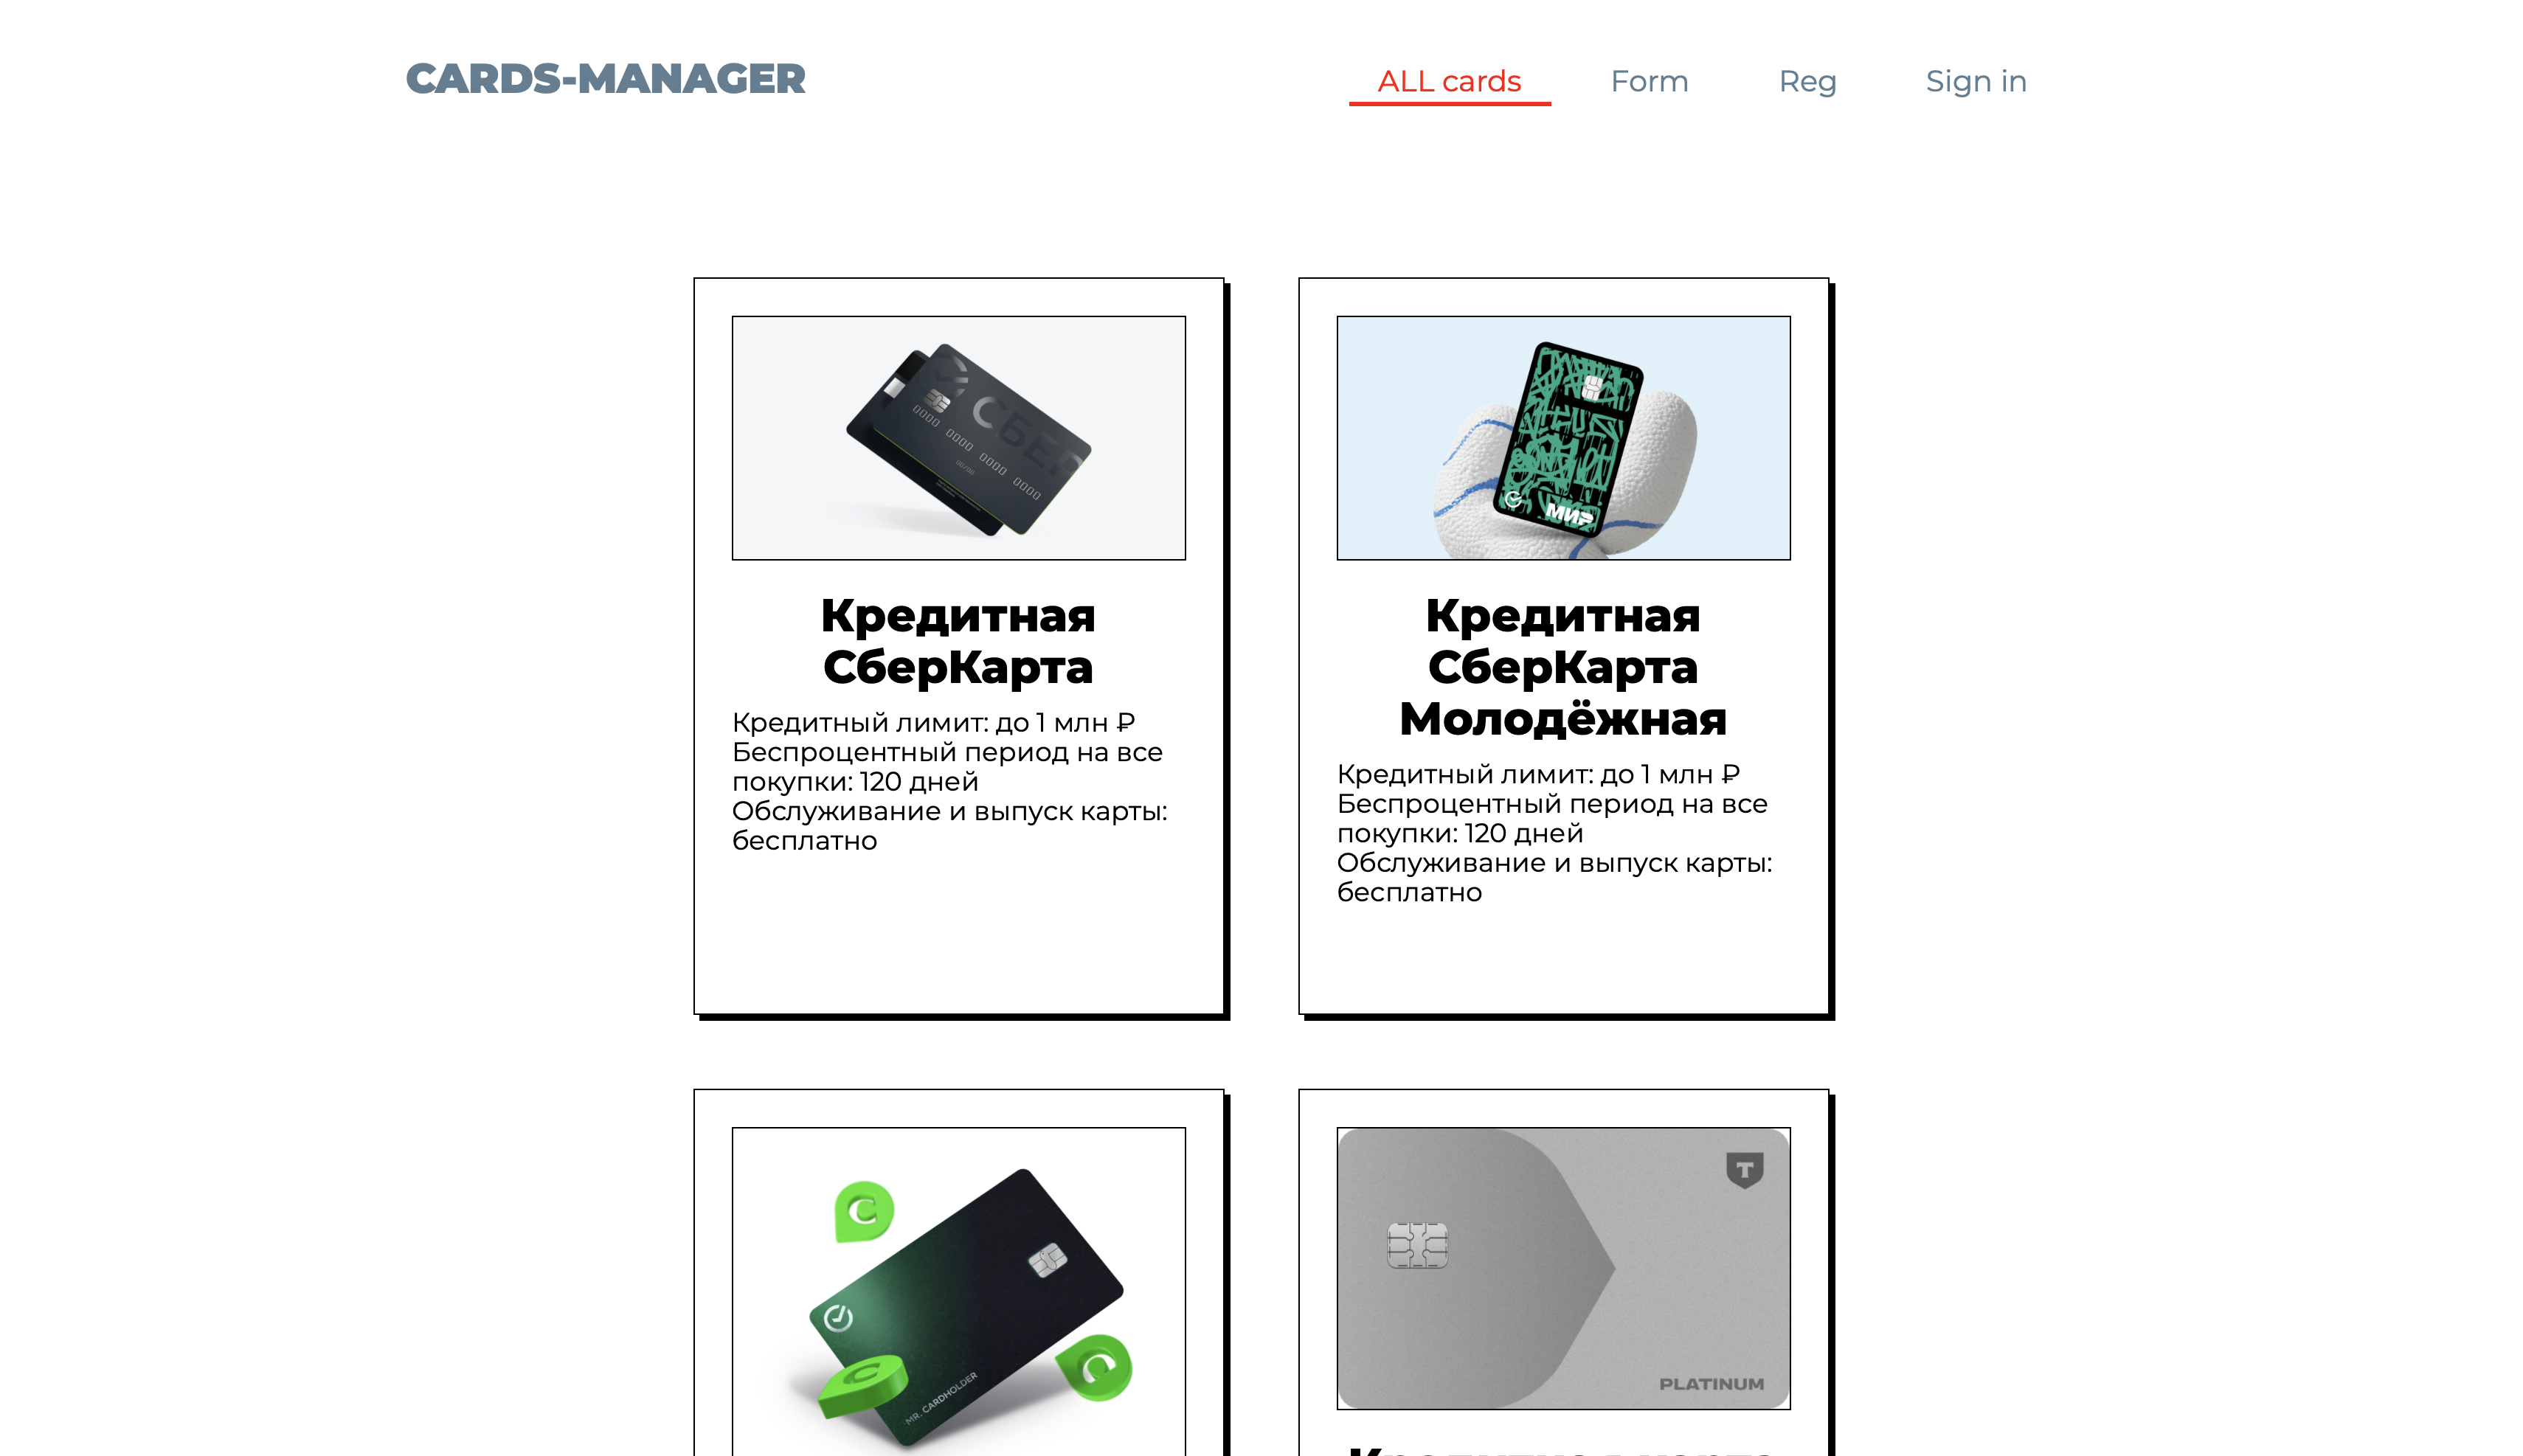 CARDS-MANAGER
ALL cards
Form
Reg
Sign in
СБЕР
0000 0000 0000 0000
00/00
МИР
Кредитная
СберКарта
Кредитный лимит: до 1 млн ₽
Беспроцентный период на все
покупки: 120 дней
Обслуживание и выпуск карты:
бесплатно
Кредитная
СберКарта
Молодёжная
Кредитный лимит: до 1 млн ₽
Беспроцентный период на все
покупки: 120 дней
Обслуживание и выпуск карты:
бесплатно
C
C
C
MR. CARDHOLDER
T
PLATINUM